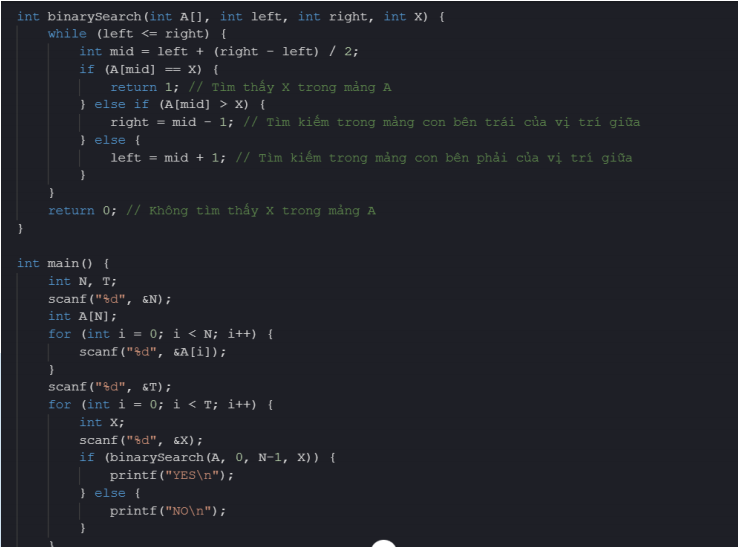 int binarySearch(int A[], int left, int right, int X) {
    while (left <= right) {
        int mid = left + (right - left) / 2;
        if (A[mid] == X) {
            return 1; // Tìm thấy X trong mảng A
        } else if (A[mid] > X) {
            right = mid - 1; // Tìm kiếm trong mảng con bên trái của vị trí giữa
        } else {
            left = mid + 1; // Tìm kiếm trong mảng con bên phải của vị trí giữa
        }
    }
    return 0; // Không tìm thấy X trong mảng A
}
int main() {
    int N, T;
    scanf("%d", &N);
    int A[N];
    for (int i = 0; i < N; i++) {
        scanf("%d", &A[i]);
    }
    scanf("%d", &T);
    for (int i = 0; i < T; i++) {
        int X;
        scanf("%d", &X);
        if (binarySearch(A, 0, N-1, X)) {
            printf("YES\n");
        } else {
            printf("NO\n");
        }
    }